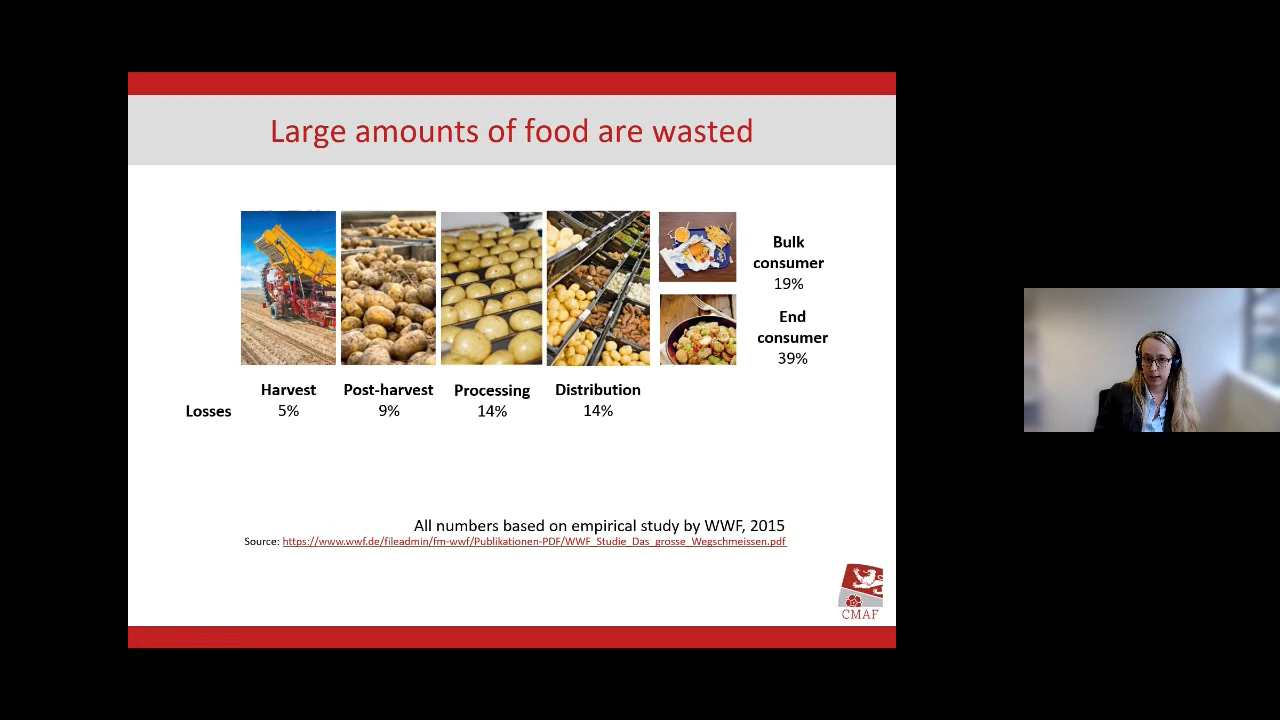 Large amounts of food are wasted
Bulk
consumer
19%
End
consumer
39%
Harvest
Post-harvest
Processing
Distribution
Losses
5%
9%
14%
14%
All numbers based on empirical study by WWF, 2015
Source: https://www.wwf.de/fileadmin/fm-wwf/Publikationen-PDF/WWF_Studie_Das_grosse_Wegschmeissen.pdf
CMAF